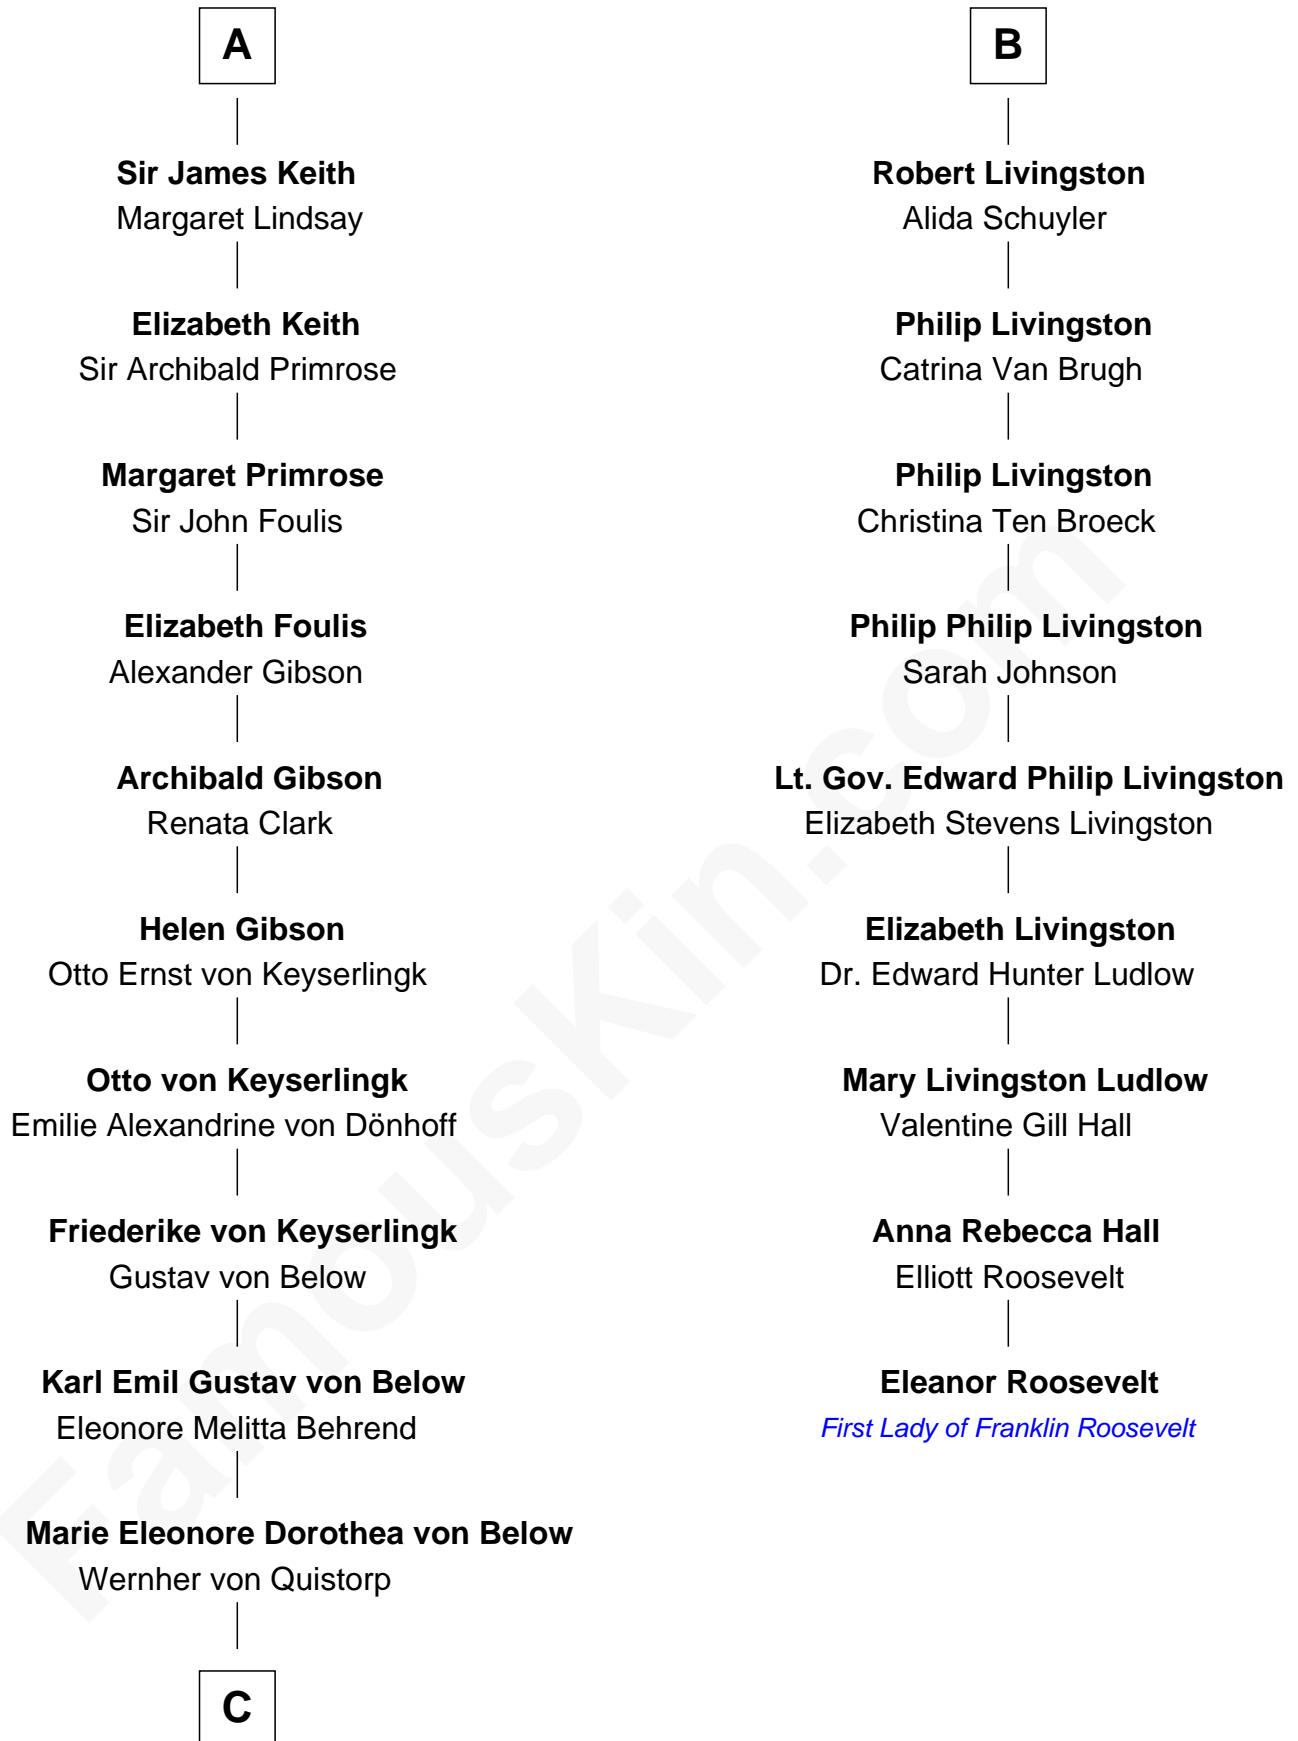 A
Sir James Keith
Margaret Lindsay
Elizabeth Keith
Sir Archibald Primrose
Margaret Primrose
Sir John Foulis
Elizabeth Foulis
Alexander Gibson
Archibald Gibson
Renata Clark
Helen Gibson
Otto Ernst von Keyserlingk
Otto von Keyserlingk
Emilie Alexandrine von Dönhoff
Friederike von Keyserlingk
Gustav von Below
Karl Emil Gustav von Below
Eleonore Melitta Behrend
Marie Eleonore Dorothea von Below
Wernher von Quistorp
C
B
Robert Livingston
Alida Schuyler
Philip Livingston
Catrina Van Brugh
Philip Livingston
Christina Ten Broeck
Philip Philip Livingston
Sarah Johnson
Lt. Gov. Edward Philip Livingston
Elizabeth Stevens Livingston
Elizabeth Livingston
Dr. Edward Hunter Ludlow
Mary Livingston Ludlow
Valentine Gill Hall
Anna Rebecca Hall
Elliott Roosevelt
Eleanor Roosevelt
First Lady of Franklin Roosevelt
FamousKin.com